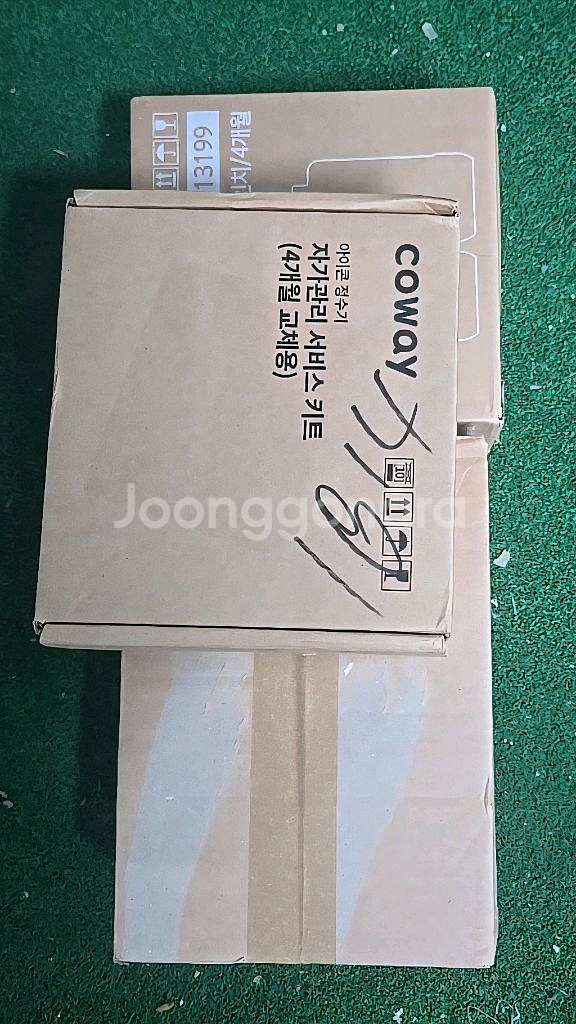 coway
아이콘 정수기
자가관리 서비스 키트
(4개월 교체용)
13199
Joonggonara